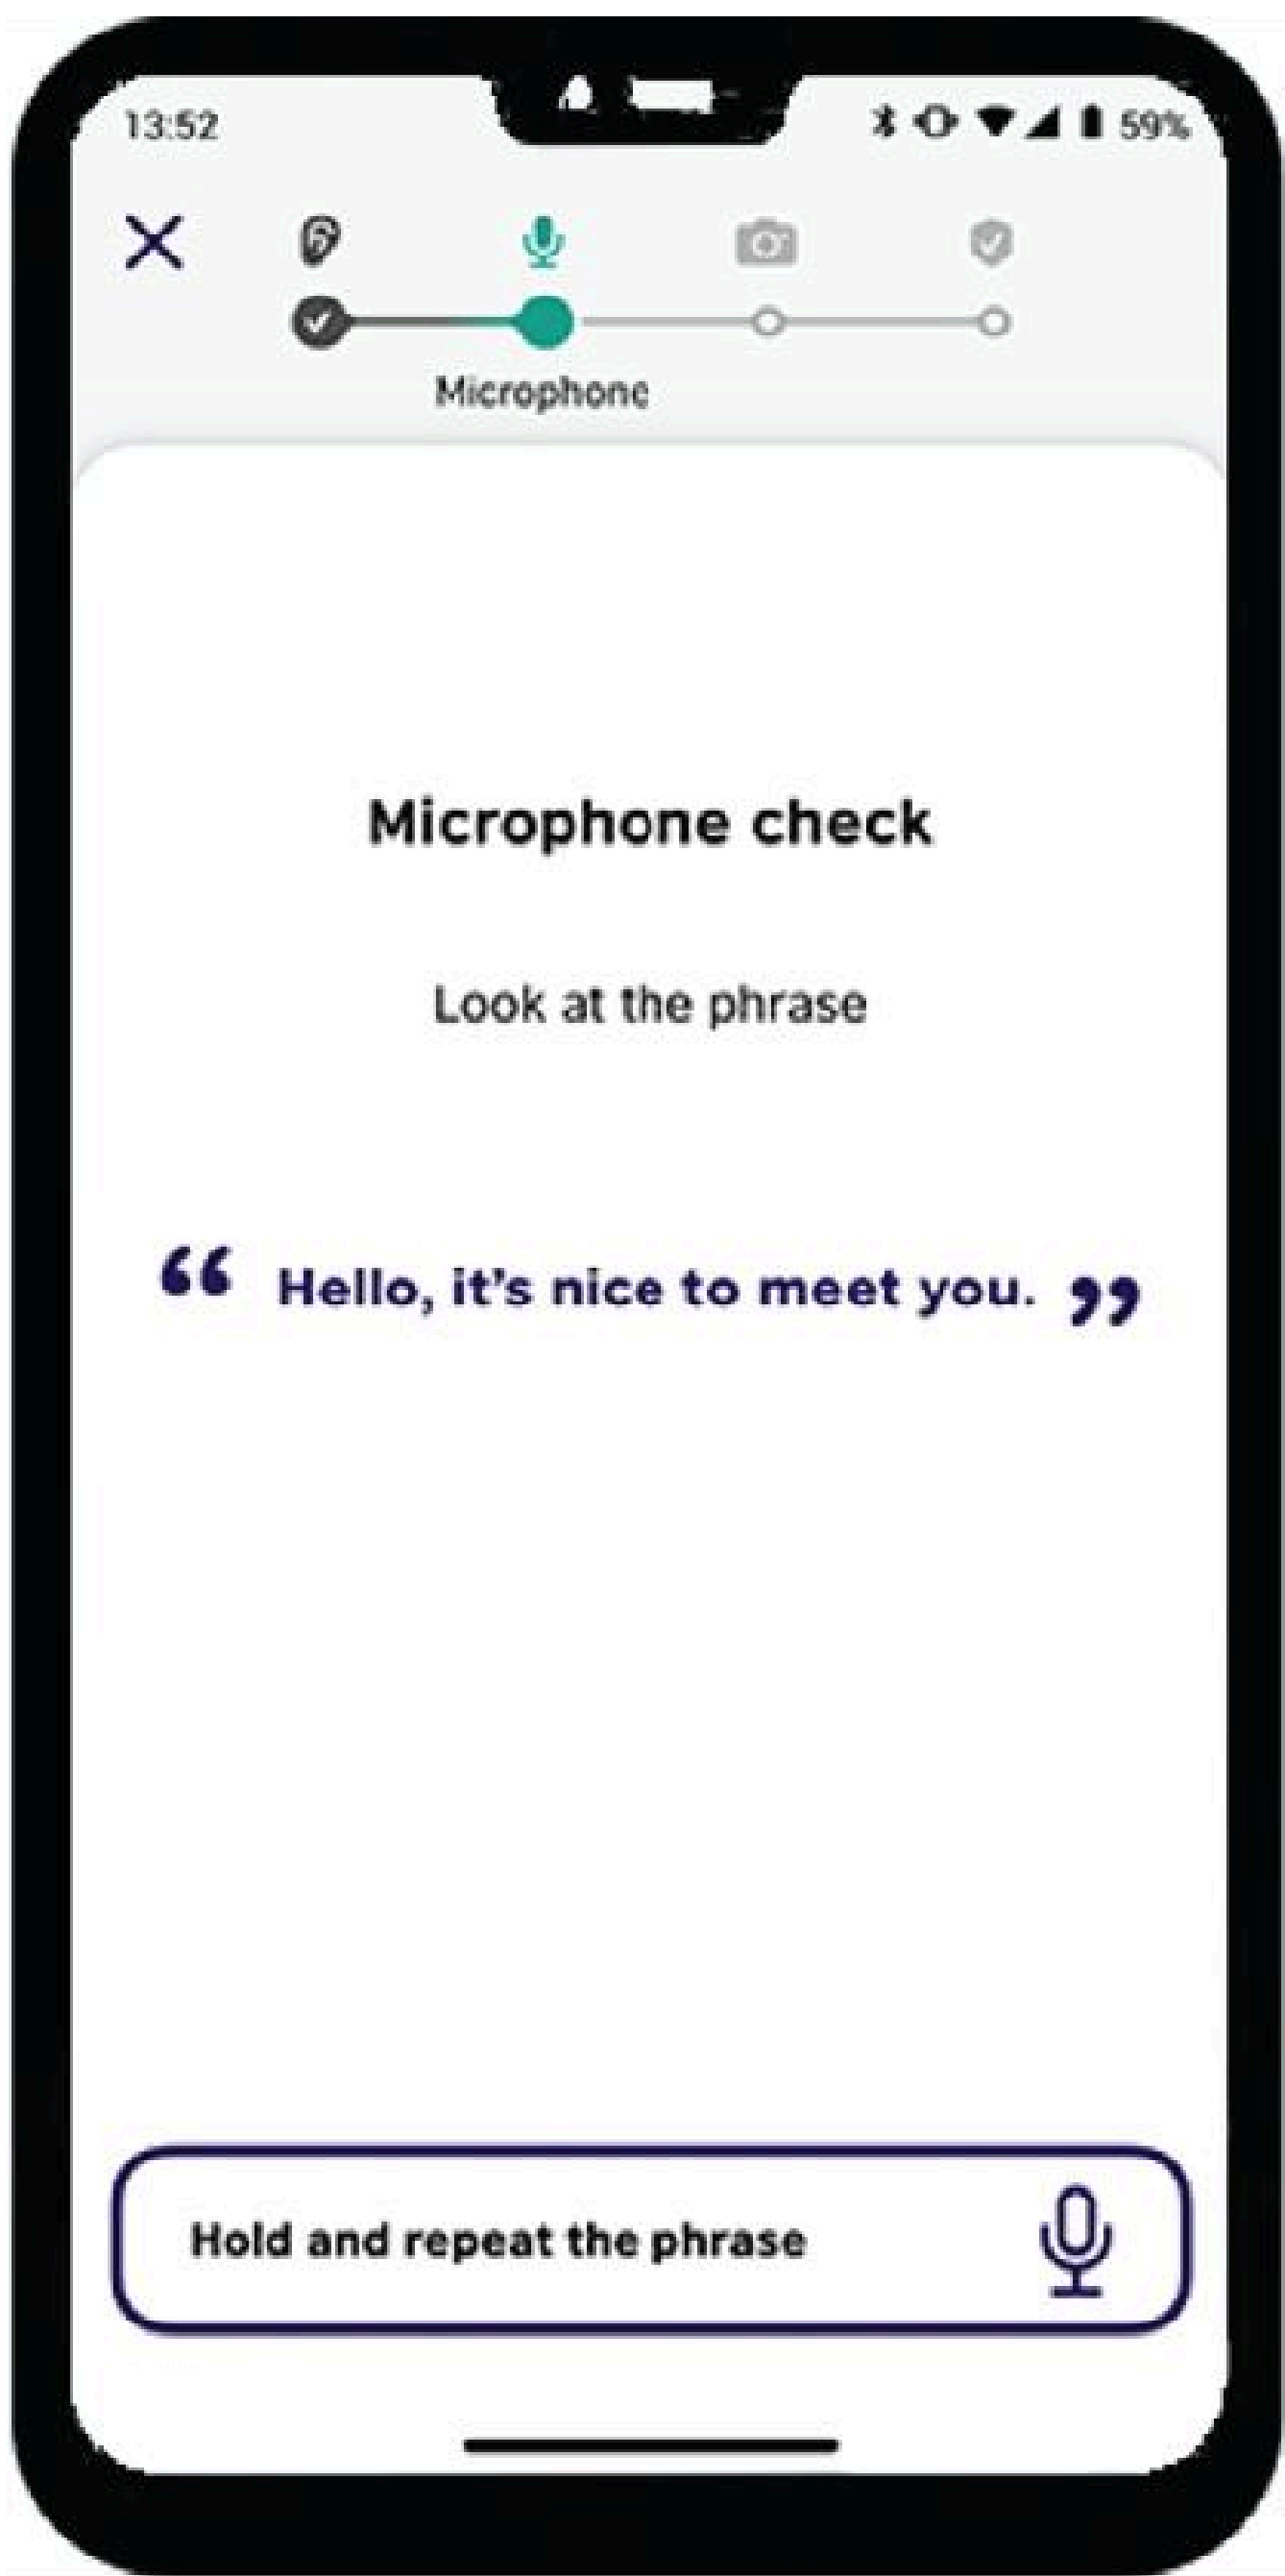 13:52 59%
Microphone
Microphone check
Look at the phrase
“ Hello, it’s nice to meet you. ”
Hold and repeat the phrase